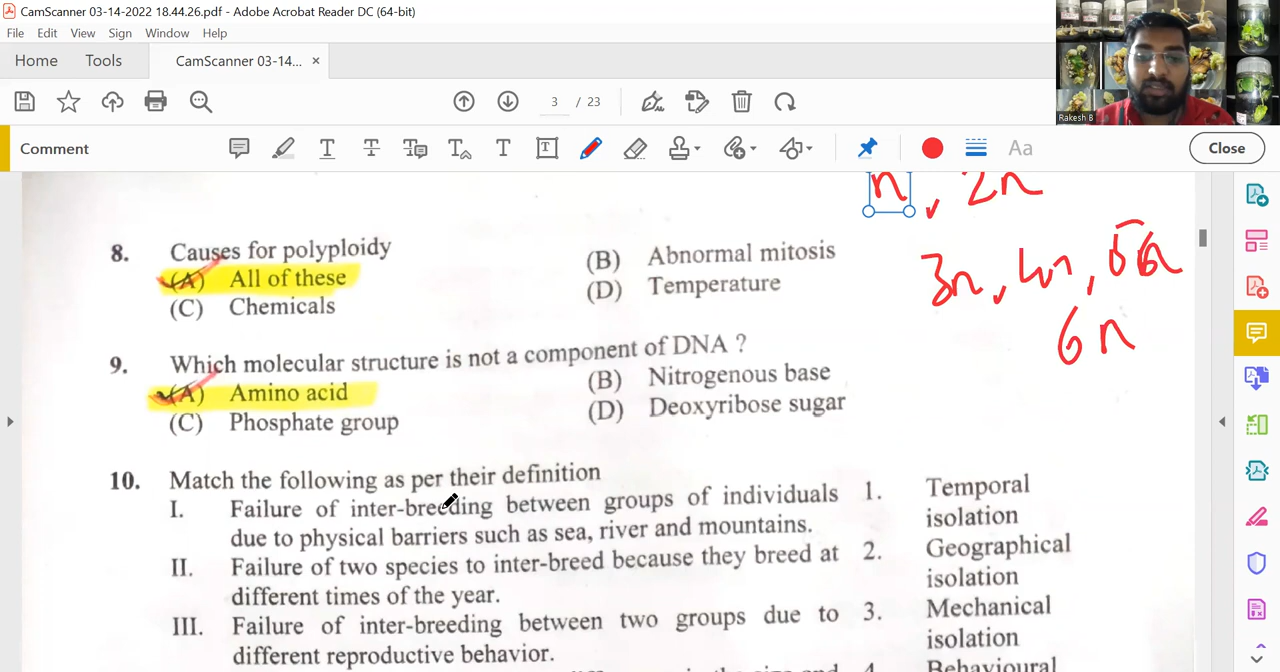 CamScanner 03-14-2022 18.44.26.pdf - Adobe Acrobat Reader DC (64-bit)
File Edit View Sign Window Help
Home Tools CamScanner 03-14... ×
3 / 23
Rakesh B
Comment
Aa
Close
n, 2n
8. Causes for polyploidy
(A) All of these (B) Abnormal mitosis
(C) Chemicals (D) Temperature
3n, 4n, 5n
6n
9. Which molecular structure is not a component of DNA ?
(A) Amino acid (B) Nitrogenous base
(C) Phosphate group (D) Deoxyribose sugar
10. Match the following as per their definition
I. Failure of inter-breeding between groups of individuals 1. Temporal
due to physical barriers such as sea, river and mountains. isolation
II. Failure of two species to inter-breed because they breed at 2. Geographical
different times of the year. isolation
III. Failure of inter-breeding between two groups due to 3. Mechanical
different reproductive behavior. isolation
Behavioural